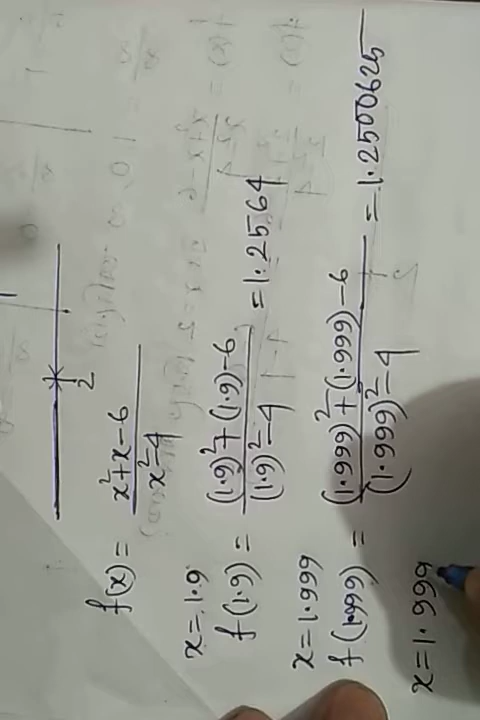 2
f(x) = x²+x-6 / x²-4
x = 1.9
f(1.9) = (1.9)²+(1.9)-6 / (1.9)²-4 = 1.2564
x = 1.999
f(1.999) = (1.999)²+(1.999)-6 / (1.999)²-4 = 1.2500625
x = 1.999